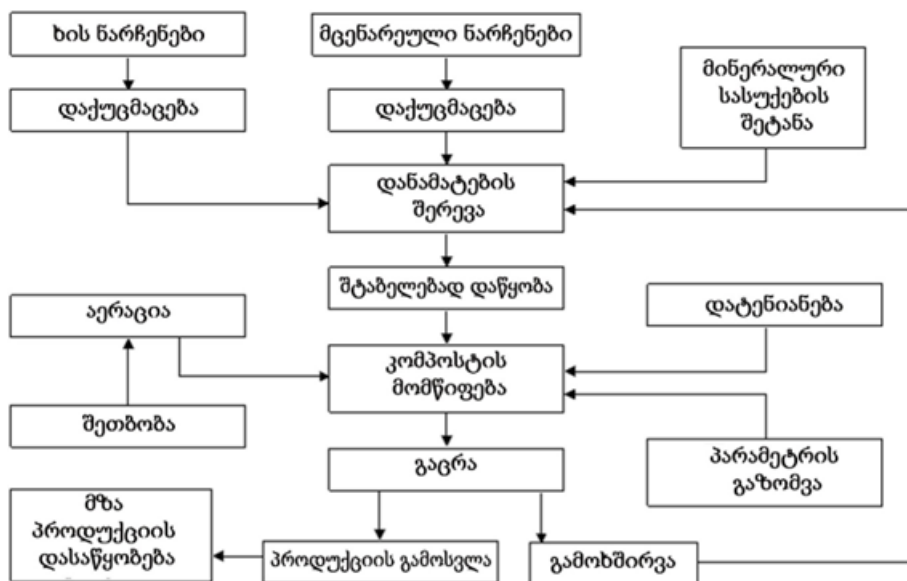 ხის ნარჩენები
მცენარეული ნარჩენები
მინერალური
სასუქების
შეტანა
დაქუცმაცება
დაქუცმაცება
დანამატების
შერევა
შტაბელებად დაწყობა
აერაცია
დატენიანება
კომპოსტის
მომწიფება
შეთბობა
გაცრა
პარამეტრის
გაზომვა
მზა
პროდუქციის
დასაწყობება
პროდუქციის გამოსვლა
გამოხშირვა